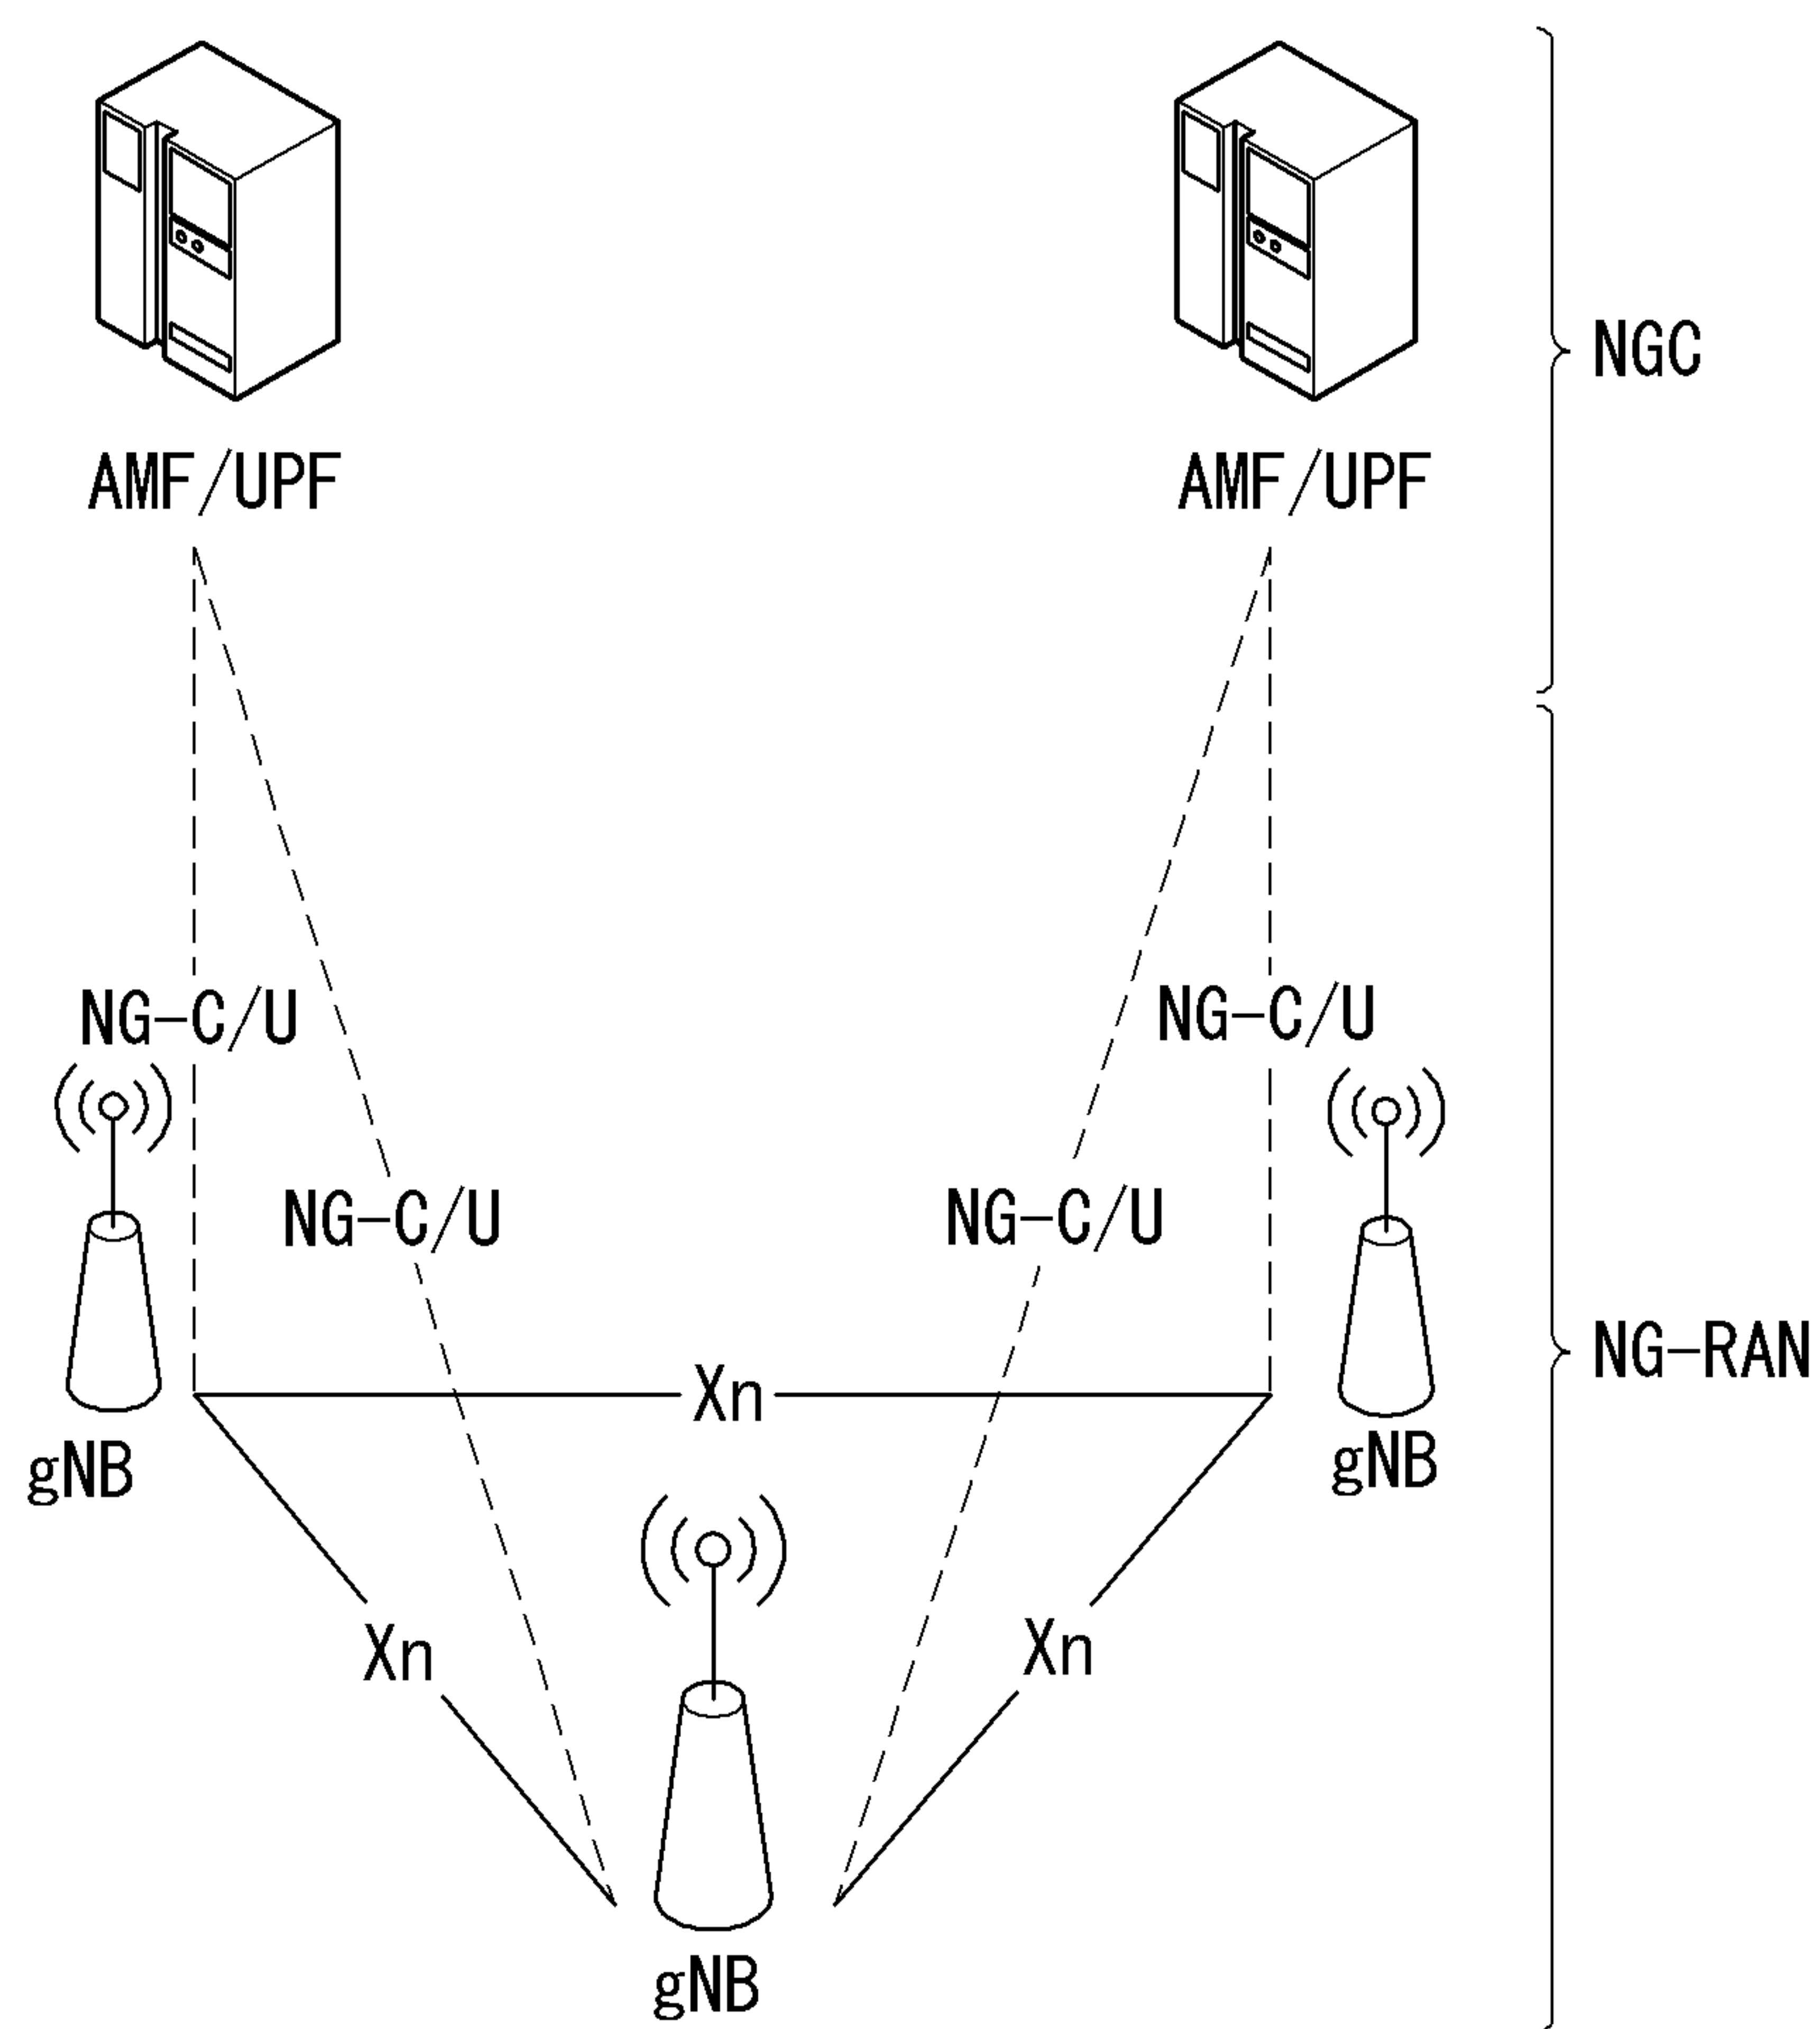 NGC
AMF/UPF
AMF/UPF
NG-C/U
NG-C/U
NG-C/U
NG-C/U
NG-RAN
Xn
gNB
gNB
Xn
Xn
gNB